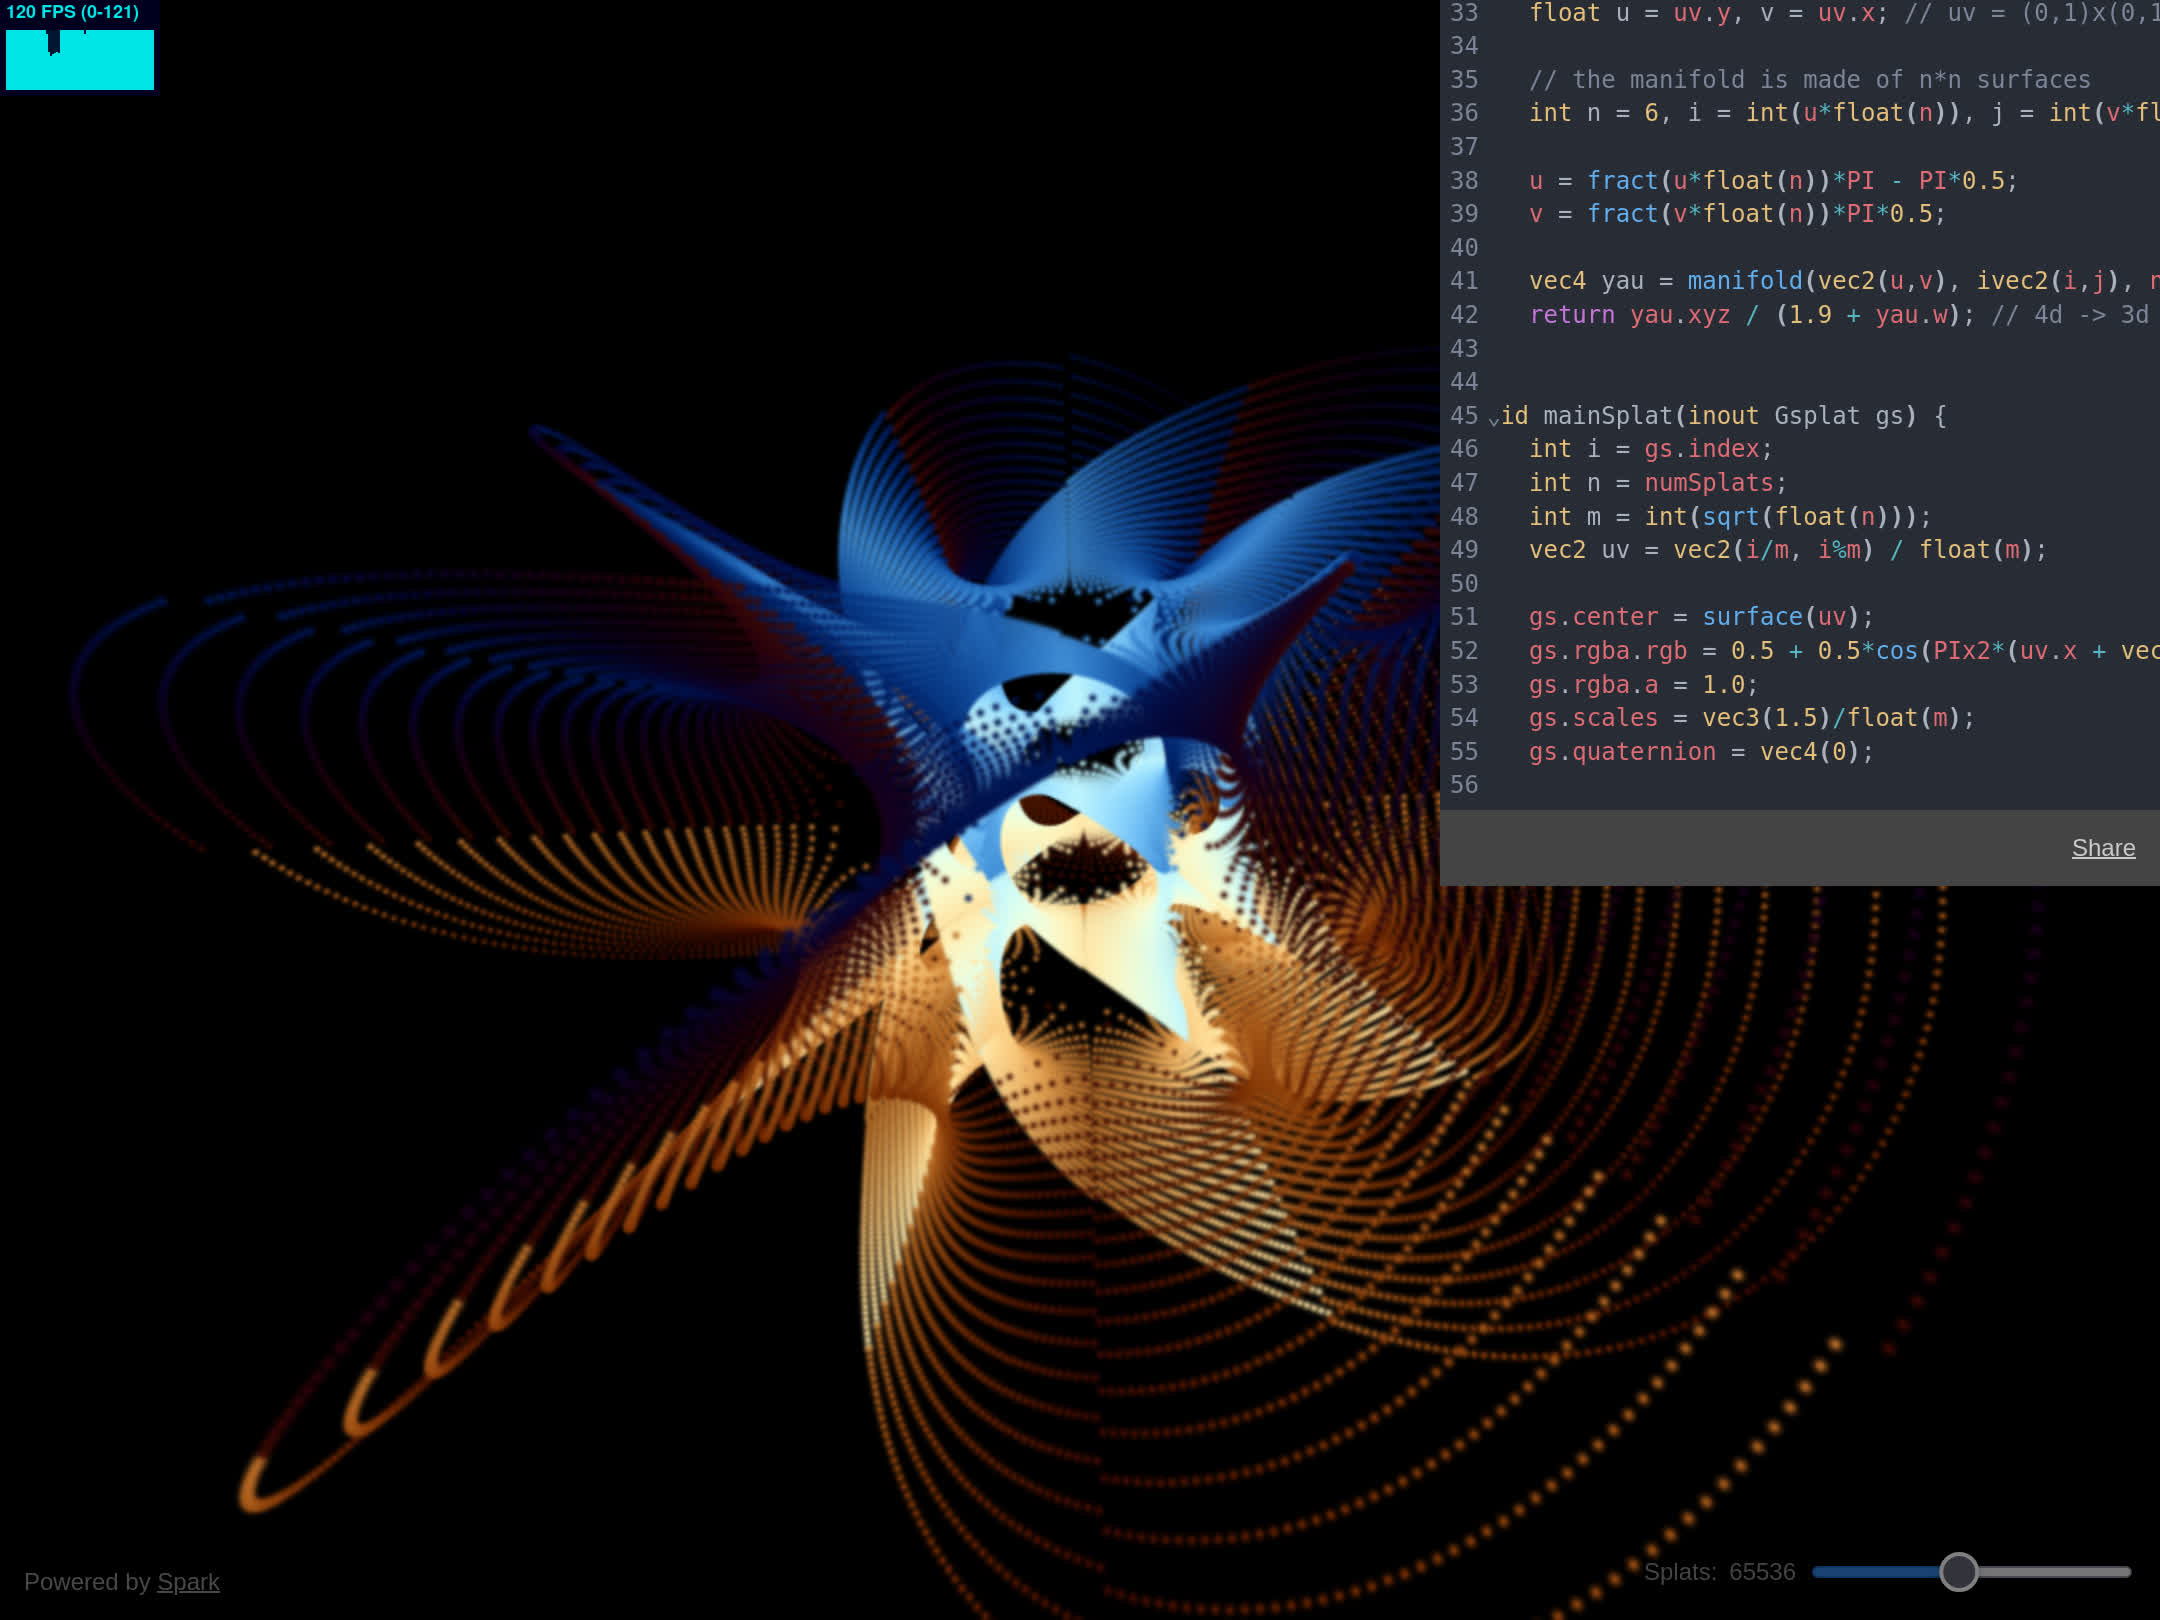 120 FPS (0-121)
33 float u = uv.y, v = uv.x; // uv = (0,1)x(0,1
34
35 // the manifold is made of n*n surfaces
36 int n = 6, i = int(u*float(n)), j = int(v*fl
37
38 u = fract(u*float(n))*PI - PI*0.5;
39 v = fract(v*float(n))*PI*0.5;
40
41 vec4 yau = manifold(vec2(u,v), ivec2(i,j), n
42 return yau.xyz / (1.9 + yau.w); // 4d -> 3d
43
44
45 id mainSplat(inout Gsplat gs) {
46 int i = gs.index;
47 int n = numSplats;
48 int m = int(sqrt(float(n)));
49 vec2 uv = vec2(i/m, i%m) / float(m);
50
51 gs.center = surface(uv);
52 gs.rgba.rgb = 0.5 + 0.5*cos(PIx2*(uv.x + vec
53 gs.rgba.a = 1.0;
54 gs.scales = vec3(1.5)/float(m);
55 gs.quaternion = vec4(0);
56
Share
Powered by Spark
Splats: 65536